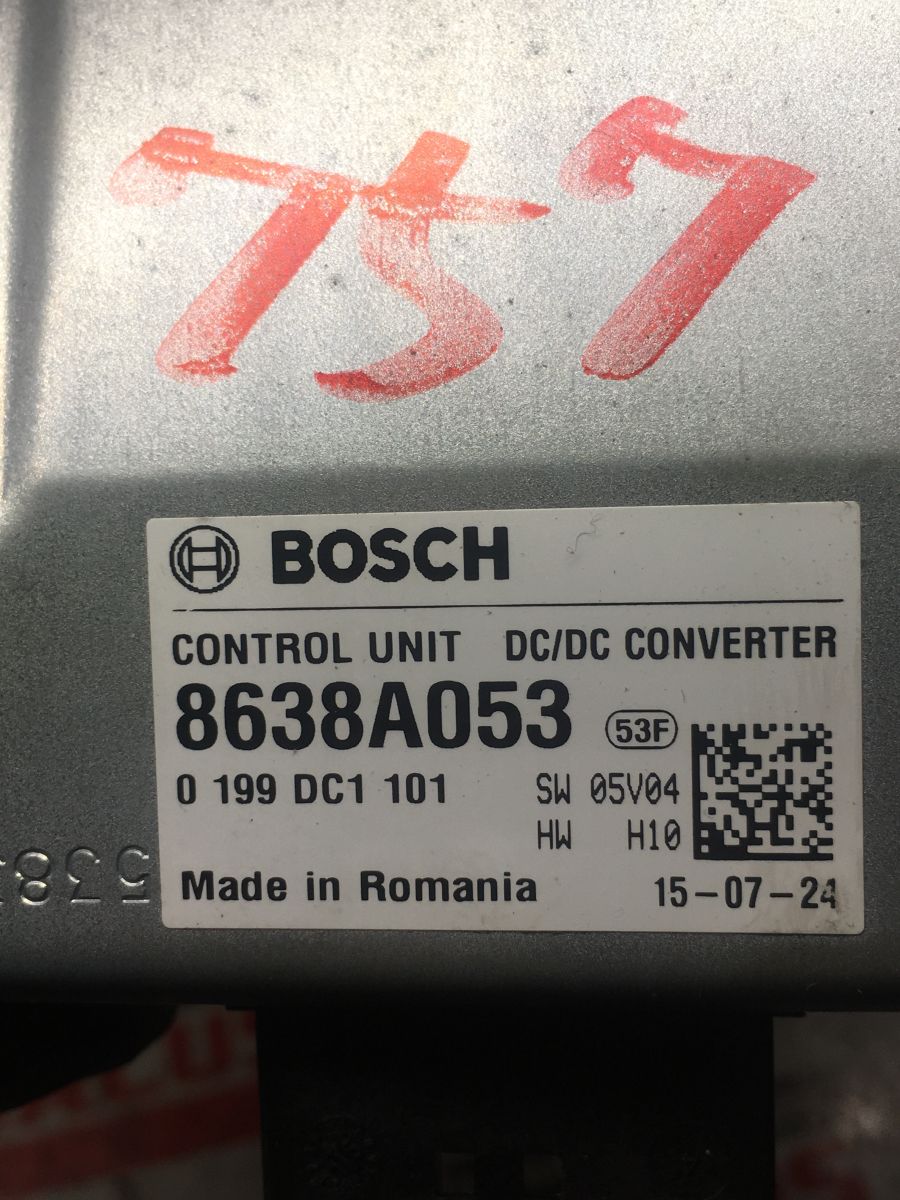 757
BOSCH
CONTROL UNIT DC/DC CONVERTER
8638A053 53F
0 199 DC1 101 SW 05V04
HW H10
Made in Romania 15-07-24